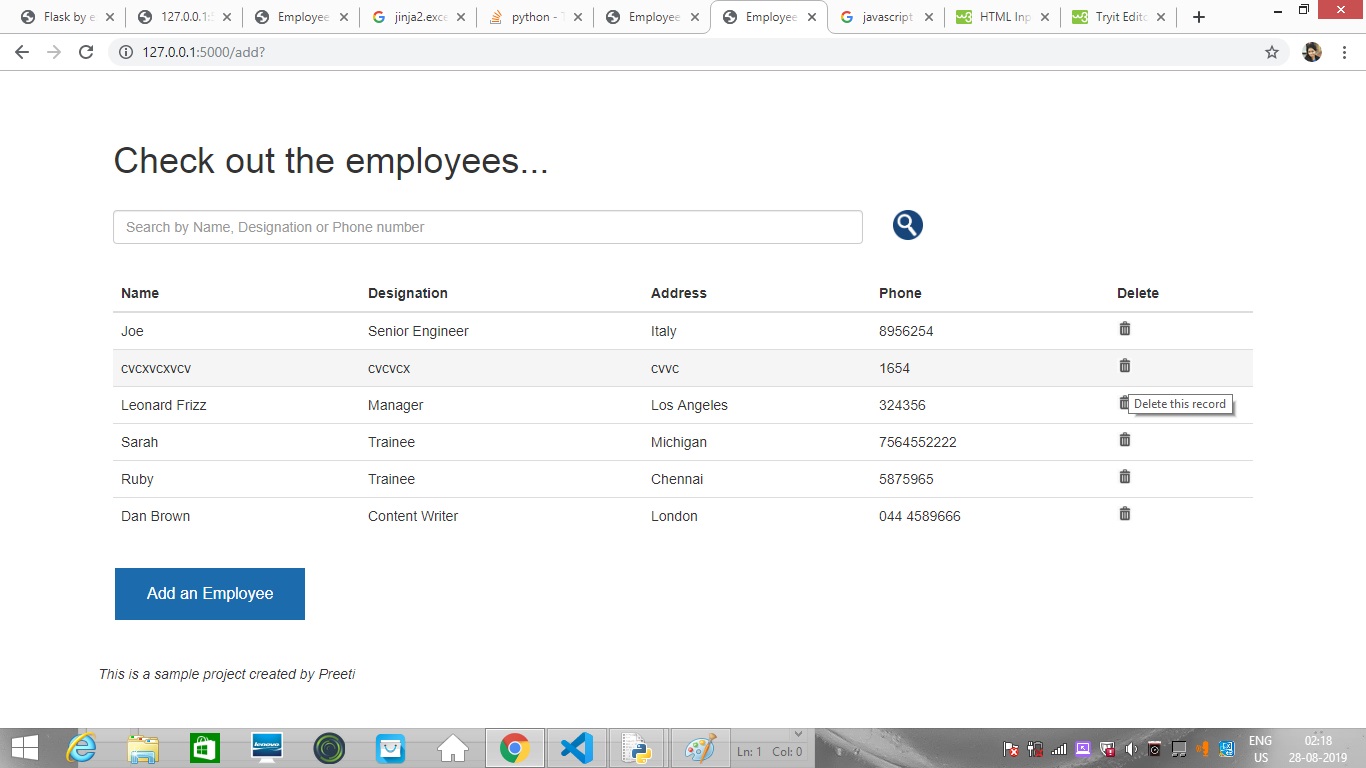 Flask by e 127.0.0.1:5 Employee jinja2.exce python - T Employee Employee javascript HTML Inp Tryit Edito
127.0.0.1:5000/add?
Check out the employees...
Search by Name, Designation or Phone number
Name Designation Address Phone Delete
Joe Senior Engineer Italy 8956254
cvcxvcxvcv cvcvcx cvvc 1654
Leonard Frizz Manager Los Angeles 324356 Delete this record
Sarah Trainee Michigan 7564552222
Ruby Trainee Chennai 5875965
Dan Brown Content Writer London 044 4589666
Add an Employee
This is a sample project created by Preeti
lenovo Ln: 1 Col: 0 ENG 02:18
US 28-08-2019